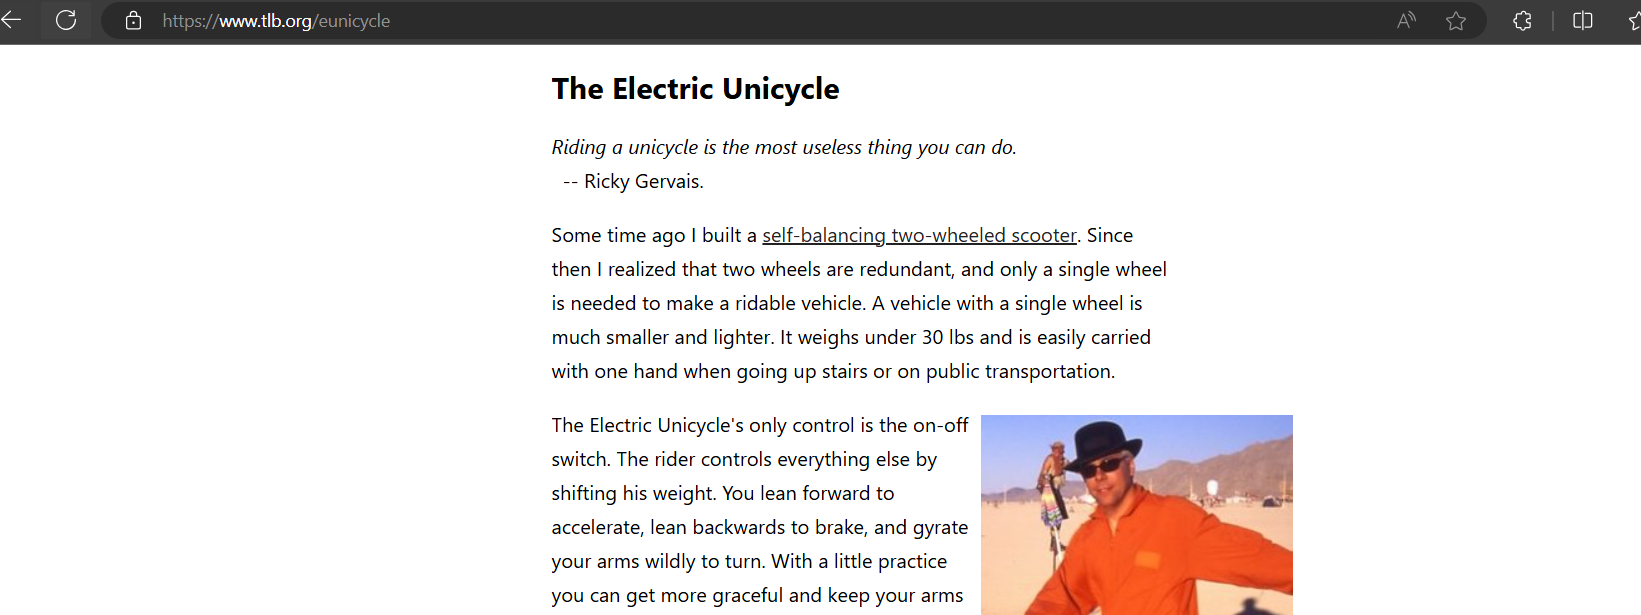 https://www.tlb.org/eunicycle
The Electric Unicycle
Riding a unicycle is the most useless thing you can do.
-- Ricky Gervais.
Some time ago I built a self-balancing two-wheeled scooter. Since
then I realized that two wheels are redundant, and only a single wheel
is needed to make a ridable vehicle. A vehicle with a single wheel is
much smaller and lighter. It weighs under 30 lbs and is easily carried
with one hand when going up stairs or on public transportation.
The Electric Unicycle's only control is the on-off
switch. The rider controls everything else by
shifting his weight. You lean forward to
accelerate, lean backwards to brake, and gyrate
your arms wildly to turn. With a little practice
you can get more graceful and keep your arms